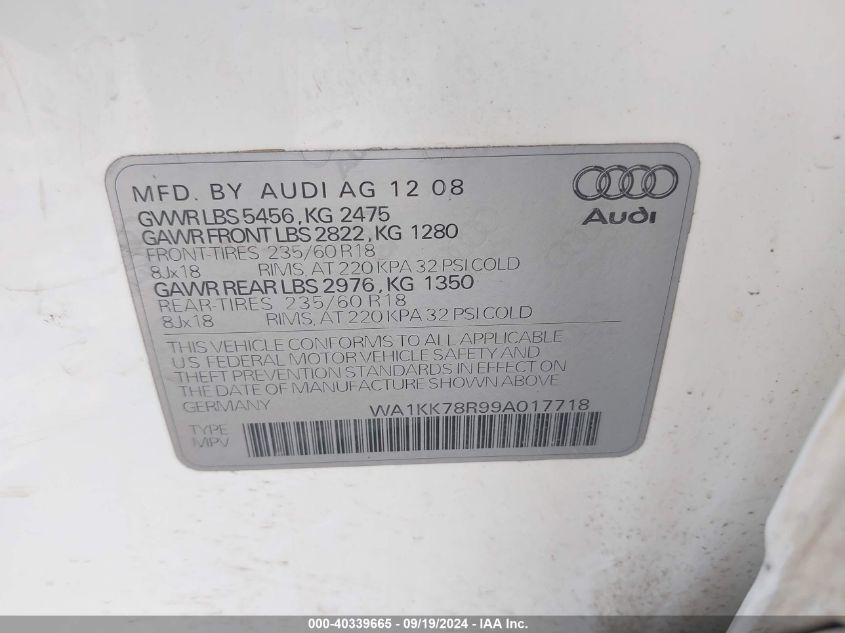 MFD. BY AUDI AG 12 08
GVWR LBS 5456, KG 2475
GAWR FRONT LBS 2822, KG 1280
FRONT-TIRES 235/60 R18
8Jx18 RIMS, AT 220 KPA 32 PSI COLD
GAWR REAR LBS 2976, KG 1350
REAR-TIRES 235/60 R18
8Jx18 RIMS, AT 220 KPA 32 PSI COLD
Audi
THIS VEHICLE CONFORMS TO ALL APPLICABLE
U S FEDERAL MOTOR VEHICLE SAFETY AND
THEFT PREVENTION STANDARDS IN EFFECT ON
THE DATE OF MANUFACTURE SHOWN ABOVE
GERMANY WA1KK78R99A017718
TYPE
MPV
000-40339665 - 09/19/2024 - IAA Inc.